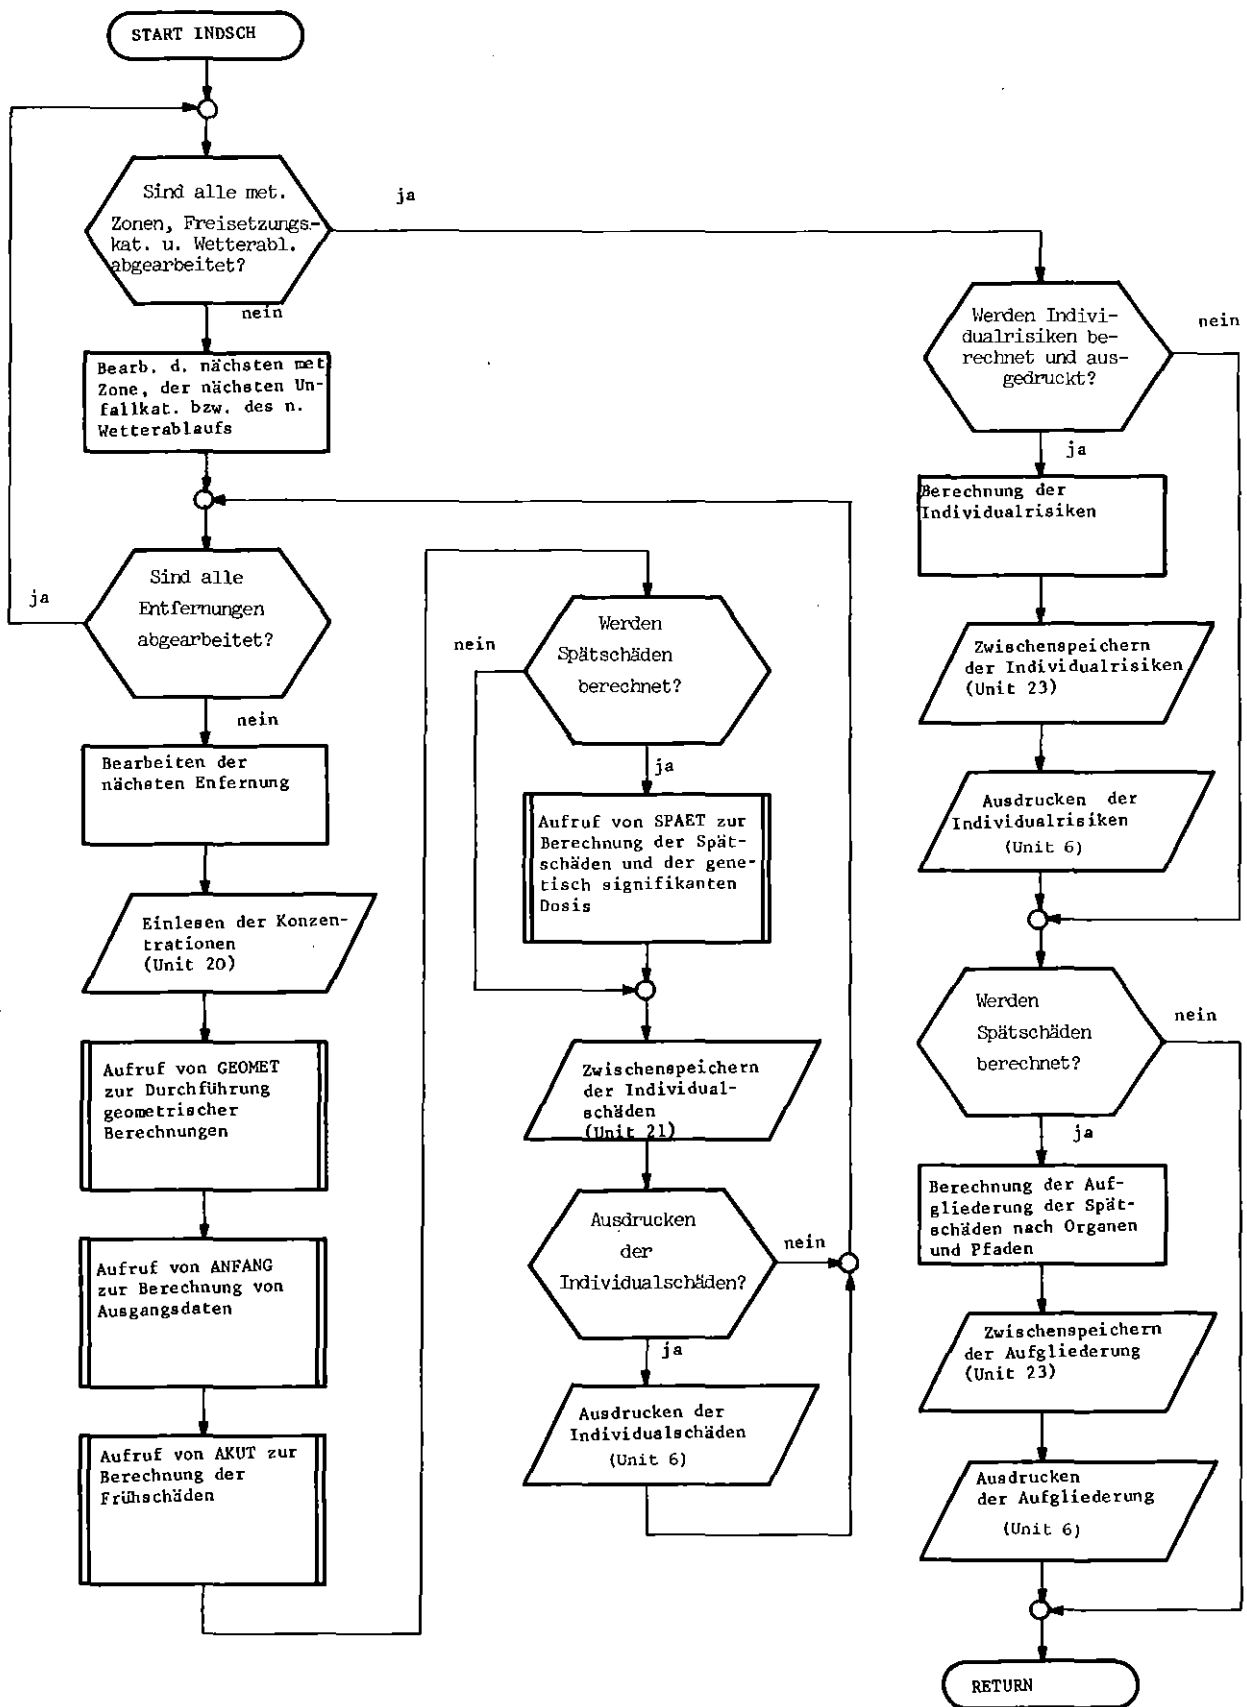 START INDSCH
Sind alle met.
Zonen, Freisetzungs-
kat. u. Wetterabl.
abgearbeitet?
ja
nein
Bearb. d. nächsten met
Zone, der nächsten Un-
fallkat. bzw. des n.
Wetterablaufs
Sind alle
Entfernungen
abgearbeitet?
ja
nein
Bearbeiten der
nächsten Enfernung
Einlesen der Konzen-
trationen
(Unit 20)
Aufruf von GEOMET
zur Durchführung
geometrischer
Berechnungen
Aufruf von ANFANG
zur Berechnung von
Ausgangsdaten
Aufruf von AKUT zur
Berechnung der
Frühschäden
Werden
Spätschäden
berechnet?
nein
ja
Aufruf von SPAET zur
Berechnung der Spät-
schäden und der gene-
tisch signifikanten
Dosis
Zwischenspeichern
der Individual-
schäden
(Unit 21)
Ausdrucken
der
Individualschäden?
nein
ja
Ausdrucken der
Individualschäden
(Unit 6)
Werden Indivi-
dualrisiken be-
rechnet und aus-
gedruckt?
nein
ja
Berechnung der
Individualrisiken
Zwischenspeichern
der Individualrisiken
(Unit 23)
Ausdrucken der
Individualrisiken
(Unit 6)
Werden
Spätschäden
berechnet?
nein
ja
Berechnung der Auf-
gliederung der Spät-
schäden nach Organen
und Pfaden
Zwischenspeichern
der Aufgliederung
(Unit 23)
Ausdrucken
der Aufgliederung
(Unit 6)
RETURN